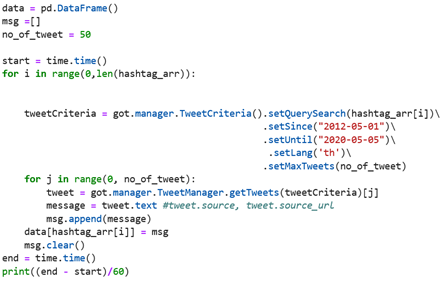 data = pd.DataFrame()
msg =[]
no_of_tweet = 50
start = time.time()
for i in range(0,len(hashtag_arr)):
    tweetCriteria = got.manager.TweetCriteria().setQuerySearch(hashtag_arr[i])\
                                               .setSince("2012-05-01")\
                                               .setUntil("2020-05-05")\
                                                .setLang('th')\
                                               .setMaxTweets(no_of_tweet)
    for j in range(0, no_of_tweet):
        tweet = got.manager.TweetManager.getTweets(tweetCriteria)[j]
        message = tweet.text #tweet.source, tweet.source_url
        msg.append(message)
    data[hashtag_arr[i]] = msg
    msg.clear()
end = time.time()
print((end - start)/60)